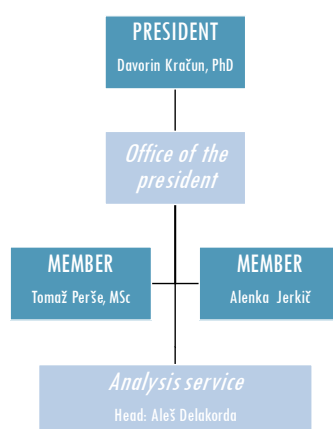 PRESIDENT
Davorin Kračun, PhD
Office of the
president
MEMBER
Tomaž Perše, MSc
MEMBER
Alenka Jerkič
Analysis service
Head: Aleš Delakorda